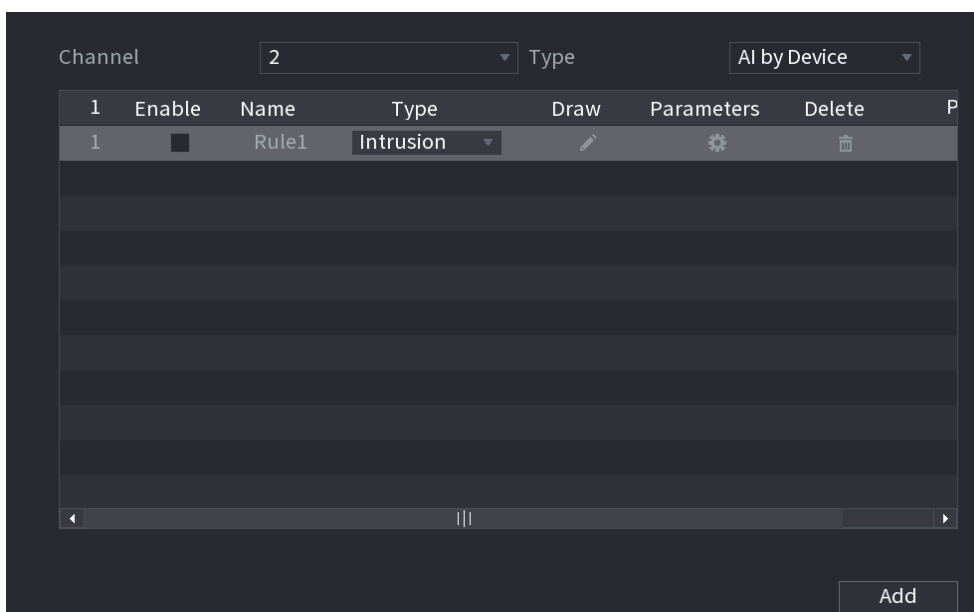 Channel 2 Type AI by Device
1 Enable Name Type Draw Parameters Delete P
1 Rule1 Intrusion
Add